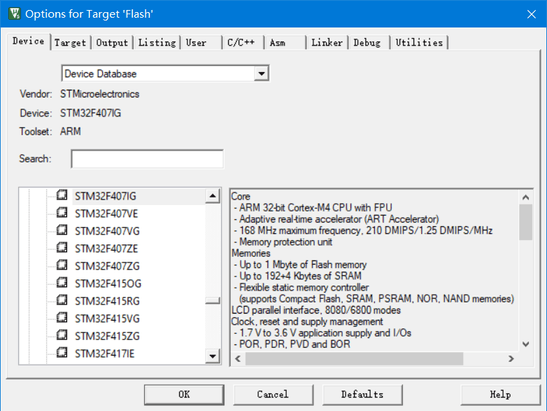 Options for Target 'Flash'
Device Target Output Listing User C/C++ Asm Linker Debug Utilities
Device Database
Vendor: STMicroelectronics
Device: STM32F407IG
Toolset: ARM
Search:
STM32F407IG
STM32F407VE
STM32F407VG
STM32F407ZE
STM32F407ZG
STM32F415OG
STM32F415RG
STM32F415VG
STM32F415ZG
STM32F417IE
Core
- ARM 32-bit Cortex-M4 CPU with FPU
- Adaptive real-time accelerator (ART Accelerator)
- 168 MHz maximum frequency, 210 DMIPS/1.25 DMIPS/MHz
- Memory protection unit
Memories
- Up to 1 Mbyte of Flash memory
- Up to 192+4 Kbytes of SRAM
- Flexible static memory controller
(supports Compact Flash, SRAM, PSRAM, NOR, NAND memories)
LCD parallel interface, 8080/6800 modes
Clock, reset and supply management
- 1.7 V to 3.6 V application supply and I/Os
- POR, PDR, PVD and BOR
OK Cancel Defaults Help